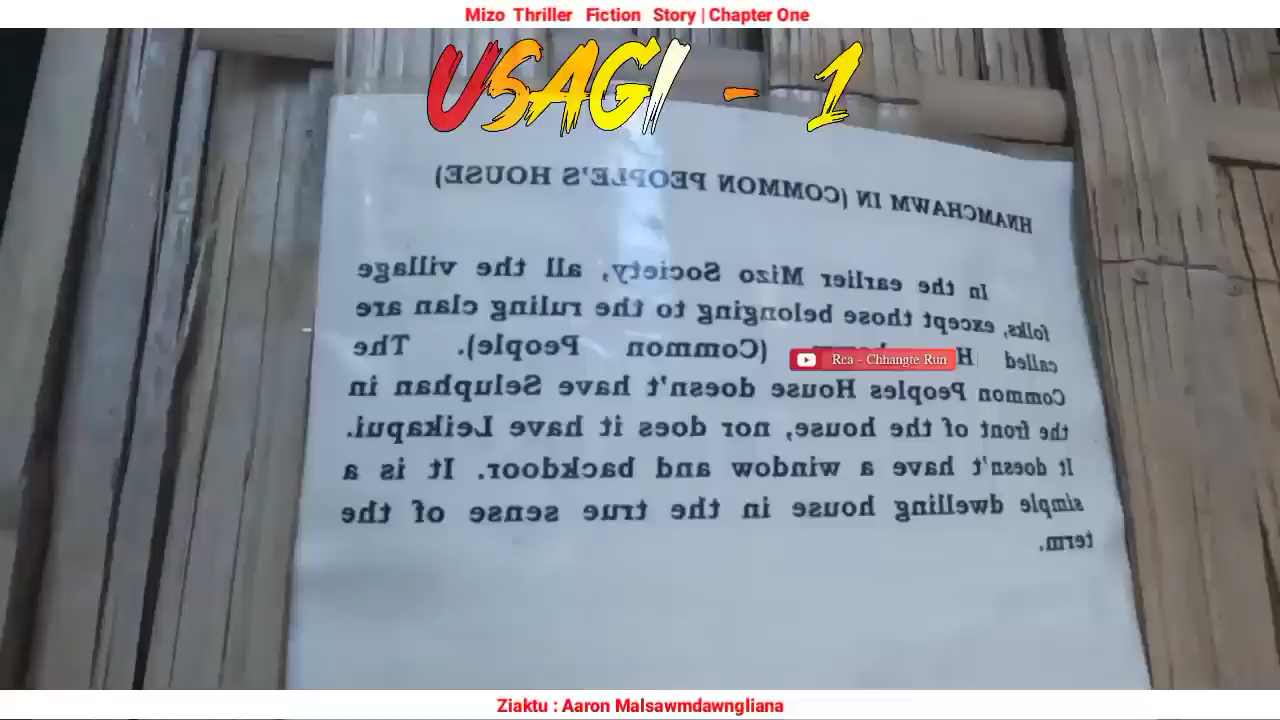 Mizo Thriller Fiction Story | Chapter One
USAGI - 1
HNAMCHAWM IN (COMMON PEOPLE'S HOUSE)
In the earlier Mizo Society, all the village
folks, except those belonging to the ruling clan are
called (Common People). The
Rca - Chhangte Run
Common Peoples House doesn't have Seluphan in
the front of the house, nor does it have Leikapui.
It doesn't have a window and backdoor. It is a
simple dwelling house in the true sense of the
term.
Ziaktu : Aaron Malsawmdawngliana